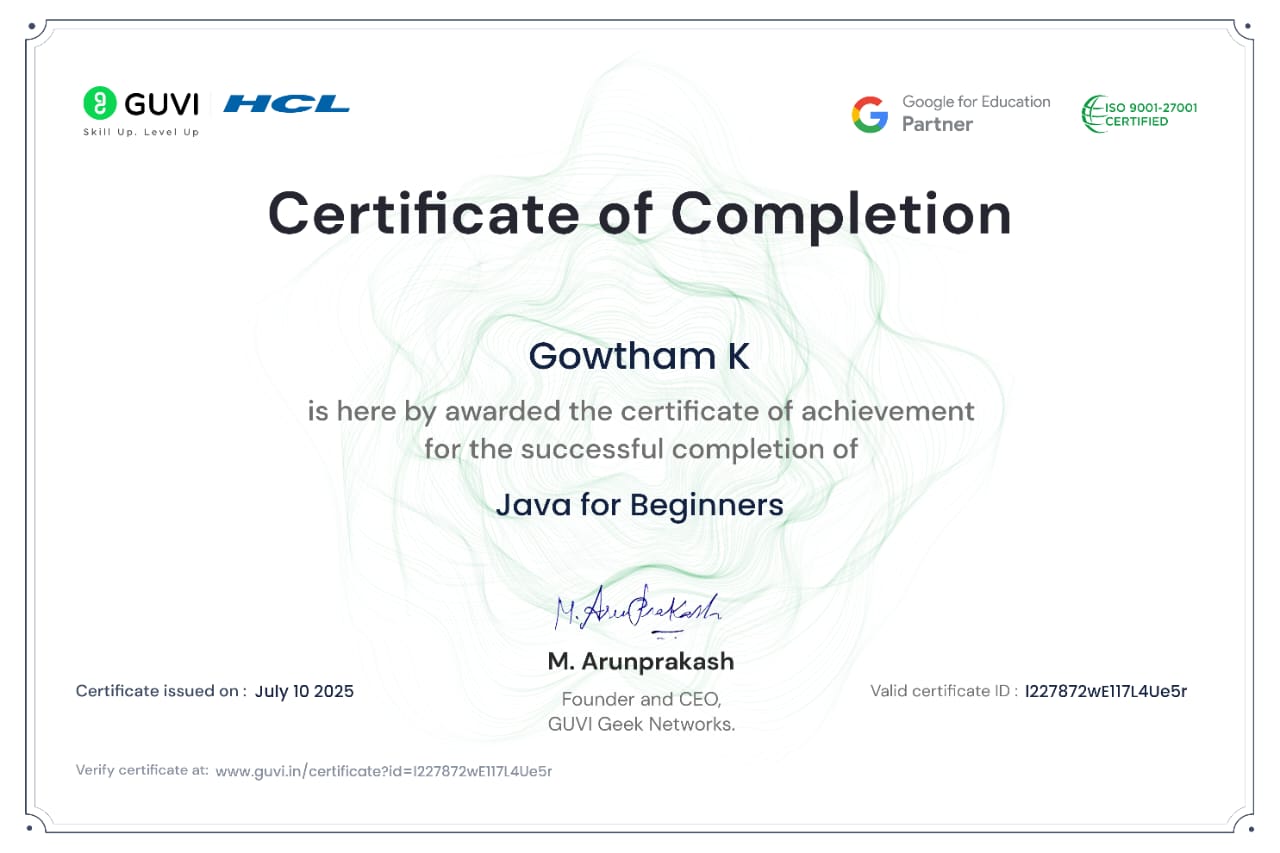 GUVI
Skill Up. Level Up
HCL
Google for Education
Partner
ISO 9001-27001
CERTIFIED
Certificate of Completion
Gowtham K
is here by awarded the certificate of achievement
for the successful completion of
Java for Beginners
M. Arunprakash
M. Arunprakash
Founder and CEO,
GUVI Geek Networks.
Certificate issued on : July 10 2025
Valid certificate ID : I227872wE117L4Ue5r
Verify certificate at: www.guvi.in/certificate?id=I227872wE117L4Ue5r